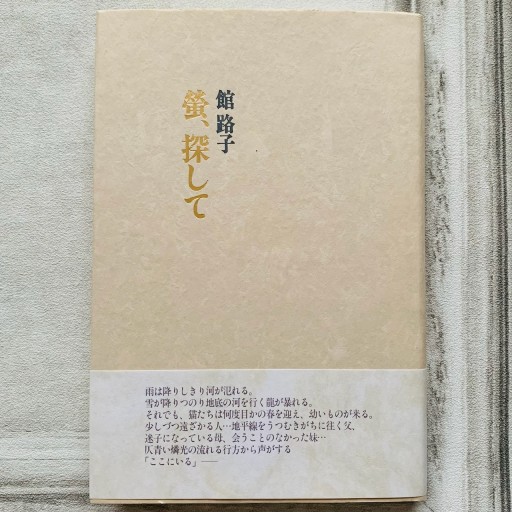 館 路子
螢、探して
雨は降りしきり河が氾れる。
雪が降りつのり地底の河を行く龍が暴れる。
それでも、猫たちは何度目かの春を迎え、幼いものが来る。
少しづつ遠ざかる人…地平線をうつむきがちに往く父、
迷子になっている母、会うことのなかった妹…
仄青い燐光の流れる行方から声がする
「ここにいる」──